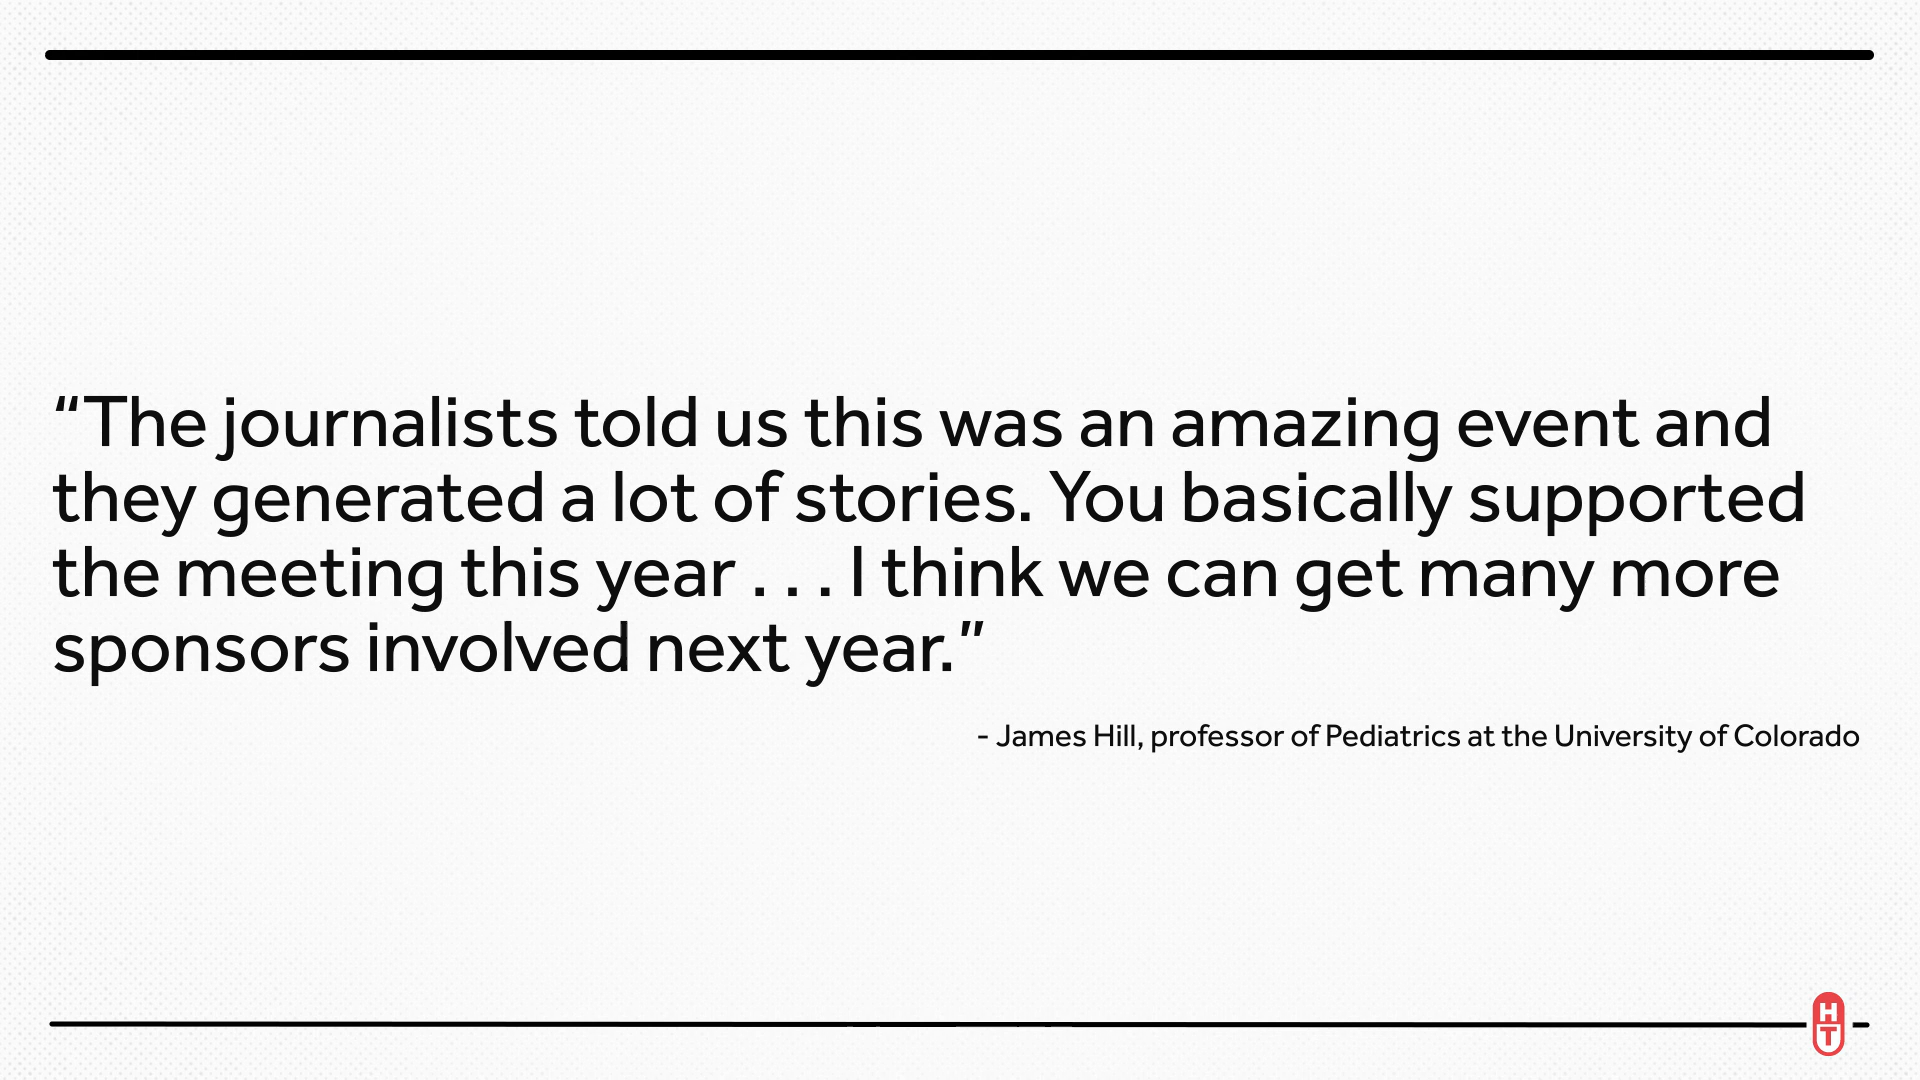 “The journalists told us this was an amazing event and
they generated a lot of stories. You basically supported
the meeting this year . . . I think we can get many more
sponsors involved next year.”
- James Hill, professor of Pediatrics at the University of Colorado
H
T